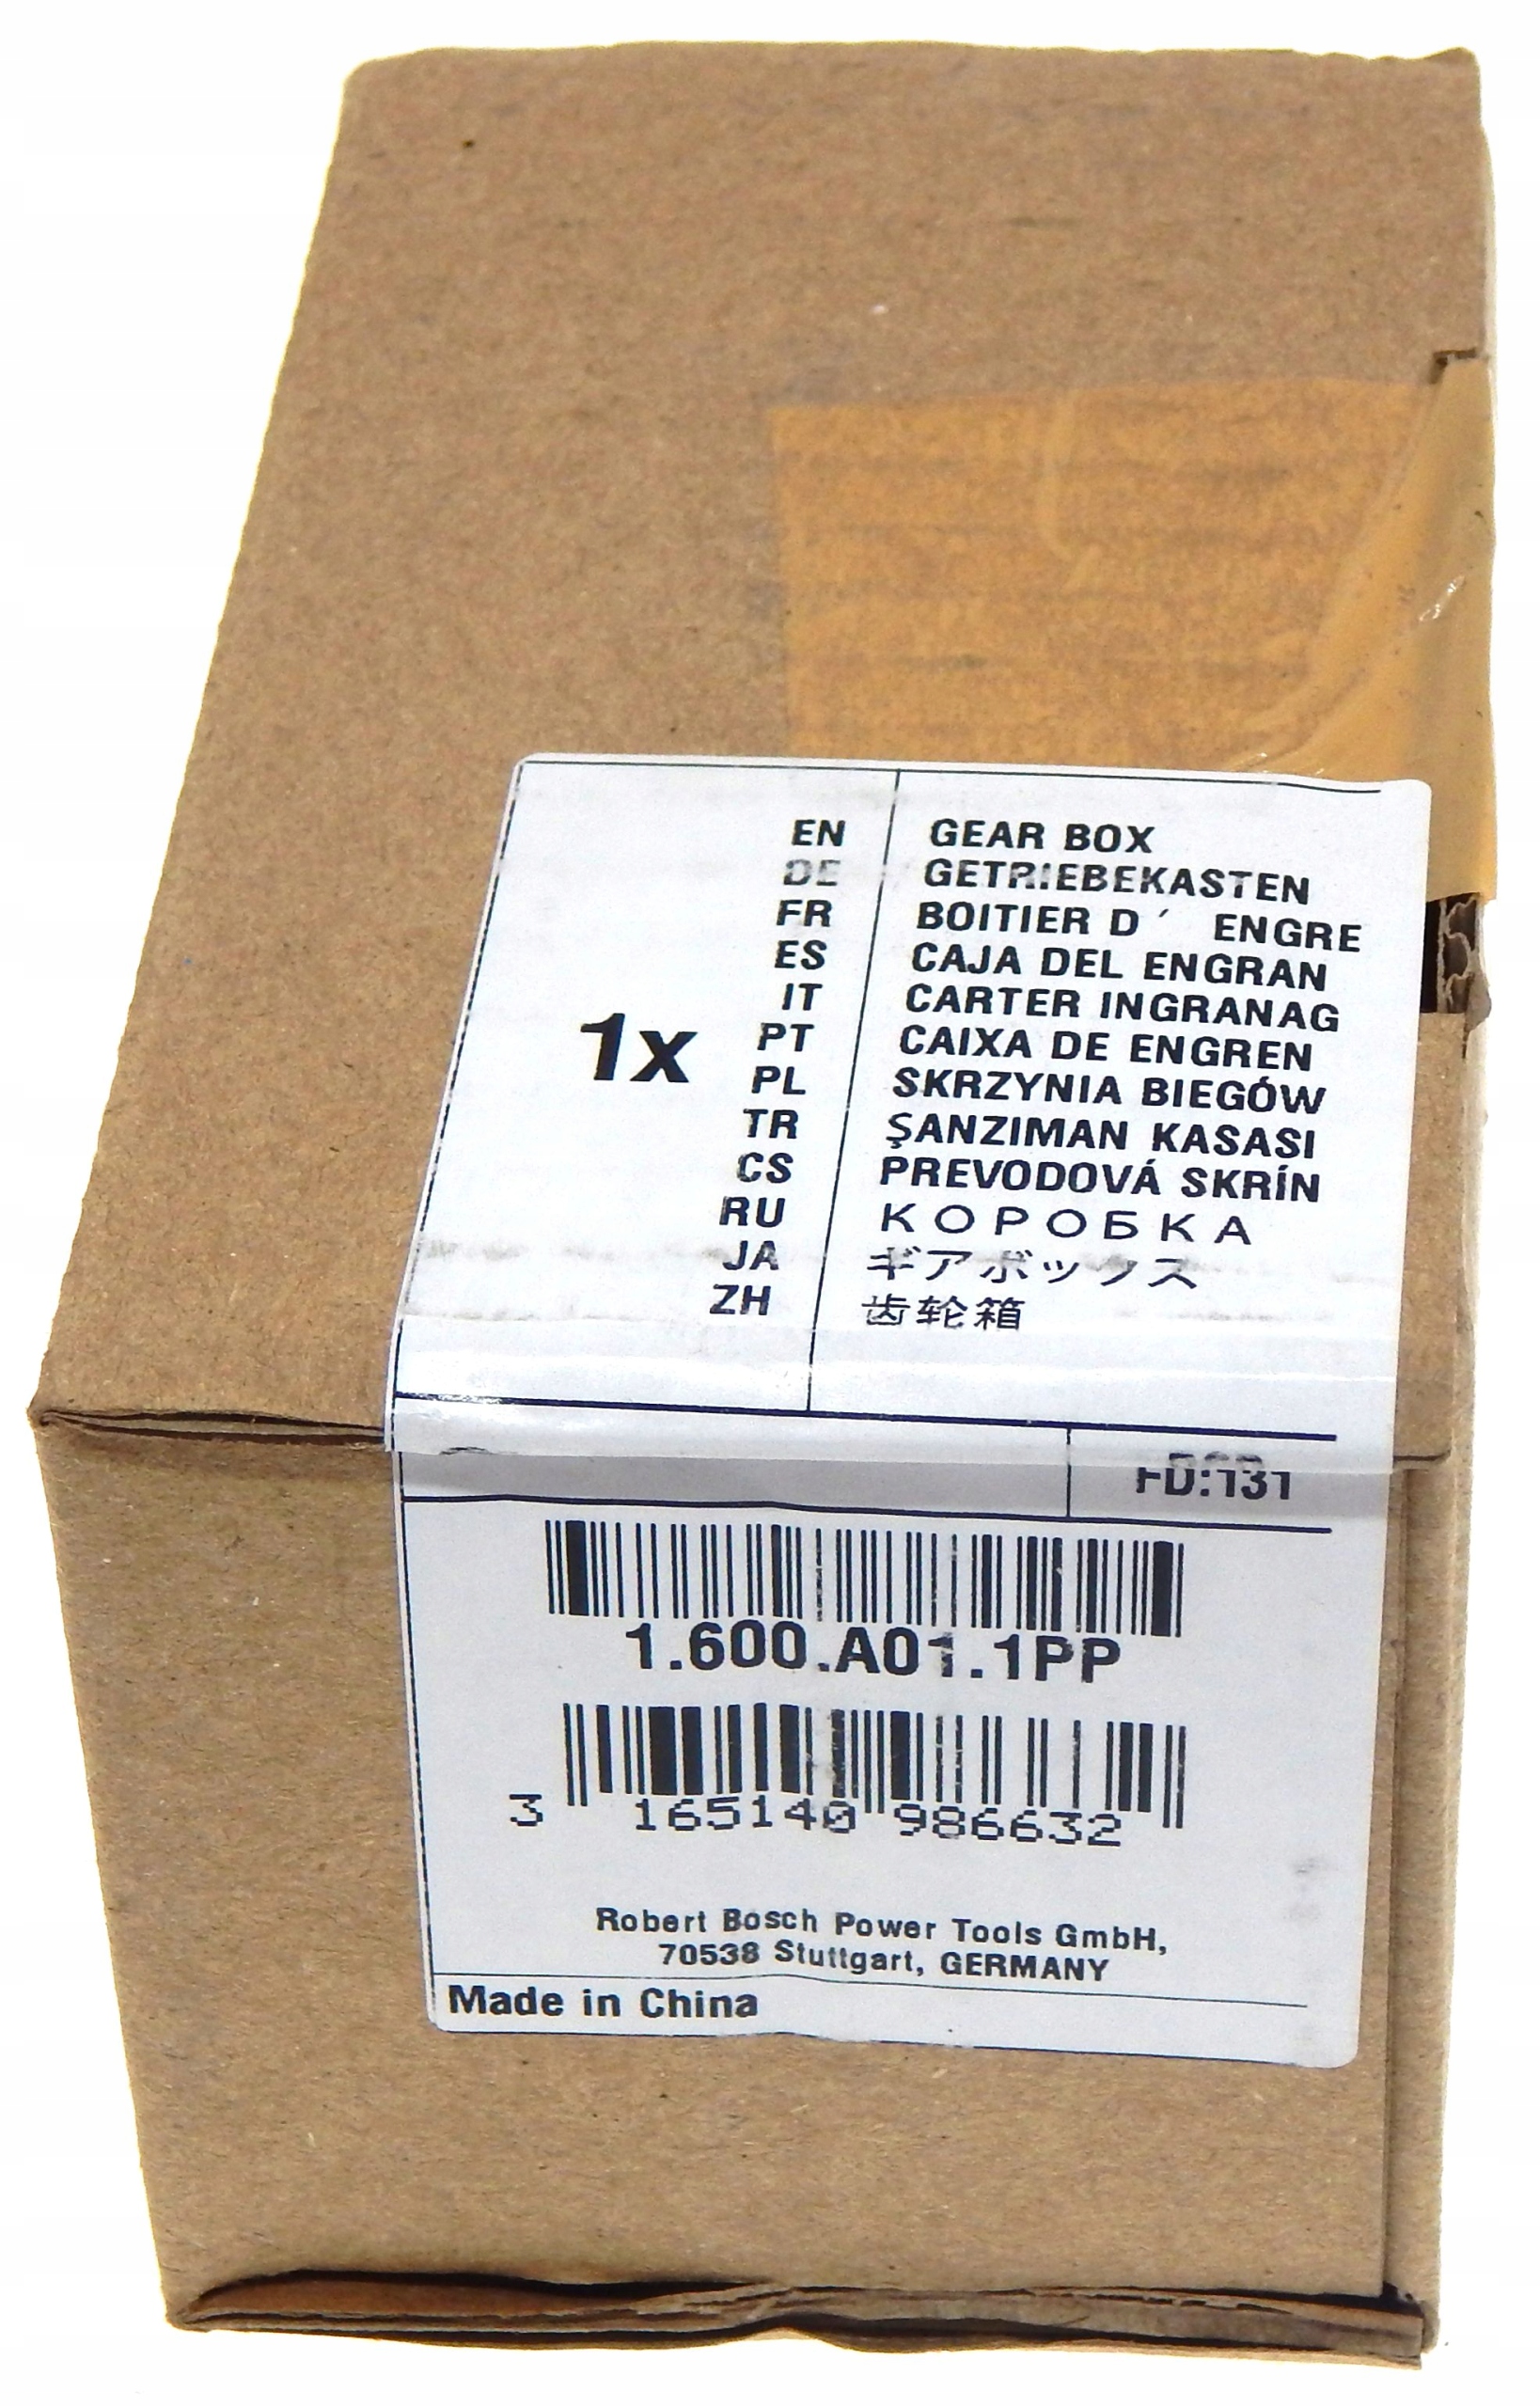 1x
EN GEAR BOX
DE GETRIEBEKASTEN
FR BOITIER D´ ENGRE
ES CAJA DEL ENGRAN
IT CARTER INGRANAG
PT CAIXA DE ENGREN
PL SKRZYNIA BIEGÓW
TR ŞANZIMAN KASASI
CS PREVODOVÁ SKRÍN
RU КОРОБКА
JA ギアボックス
ZH 齿轮箱
FD:131
1.600.A01.1PP
3 165140 986632
Robert Bosch Power Tools GmbH,
70538 Stuttgart, GERMANY
Made in China